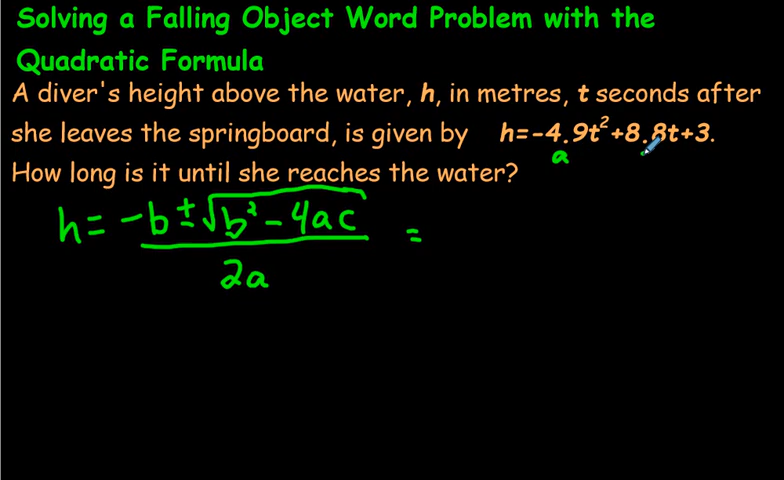 Solving a Falling Object Word Problem with the
Quadratic Formula
A diver's height above the water, h, in metres, t seconds after
she leaves the springboard, is given by h=-4.9t²+8.8t+3.
a
How long is it until she reaches the water?
h= -b±√b²-4ac =
2a